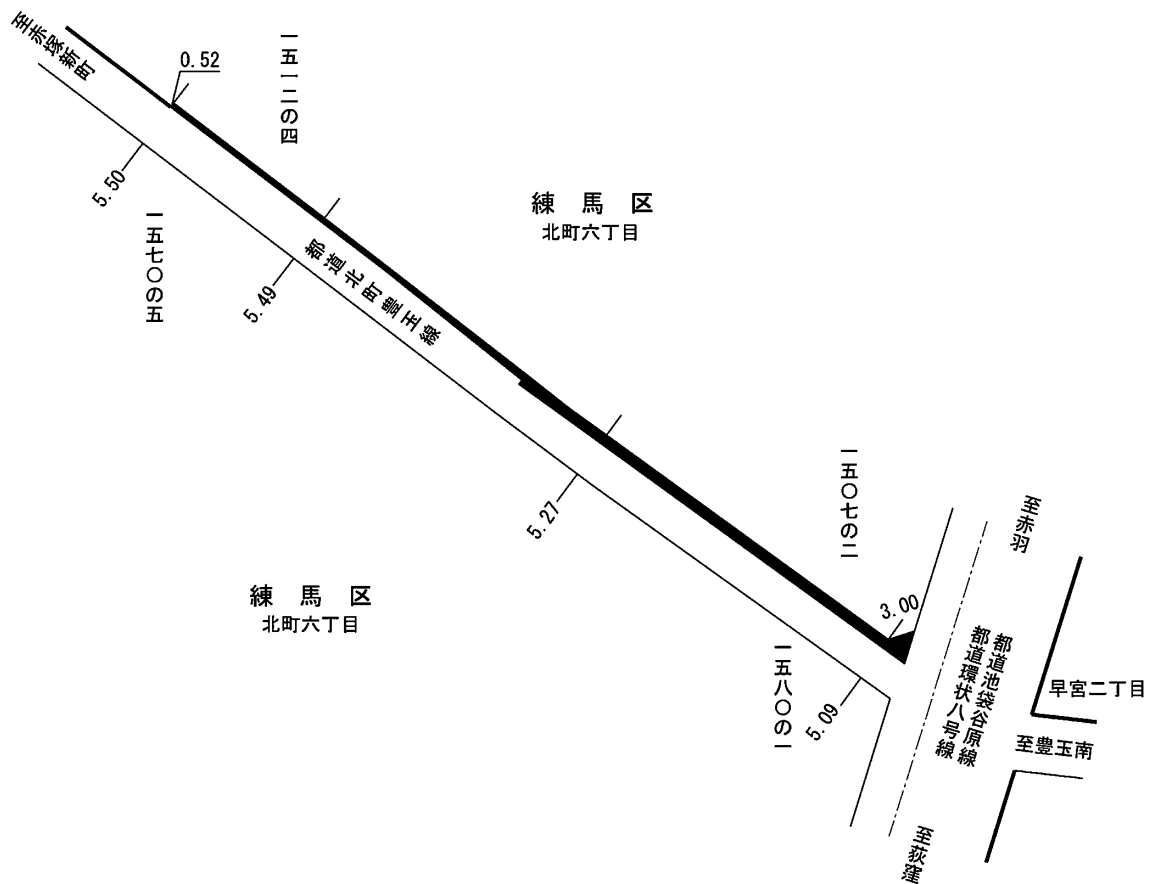 至赤塚新町
0.52
一五一二の四
練馬区
北町六丁目
5.50
一五七〇の五
都道北町豊玉線
5.49
5.27
一五〇七の二
至赤羽
練馬区
北町六丁目
3.00
一五八〇の一
5.09
都道池袋谷原線
都道環状八号線
早宮二丁目
至豊玉南
至荻窪